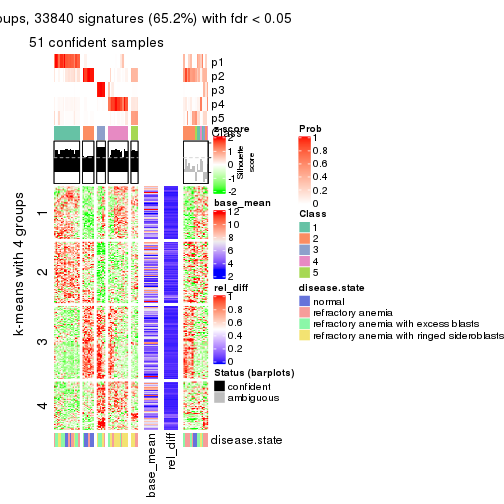 oups, 33840 signatures (65.2%) with fdr < 0.05
51 confident samples
p1
p2
p3
p4
p5
Class
Silhouette
score
1
2
3
4
k-means with 4 groups
base_mean
rel_diff
disease.state
z-score
2
1
0
-1
-2
base_mean
12
10
8
6
4
2
rel_diff
1
0.8
0.6
0.4
0.2
0
Status (barplots)
confident
ambiguous
Prob
1
0.8
0.6
0.4
0.2
0
Class
1
2
3
4
5
disease.state
normal
refractory anemia
refractory anemia with excess blasts
refractory anemia with ringed sideroblasts